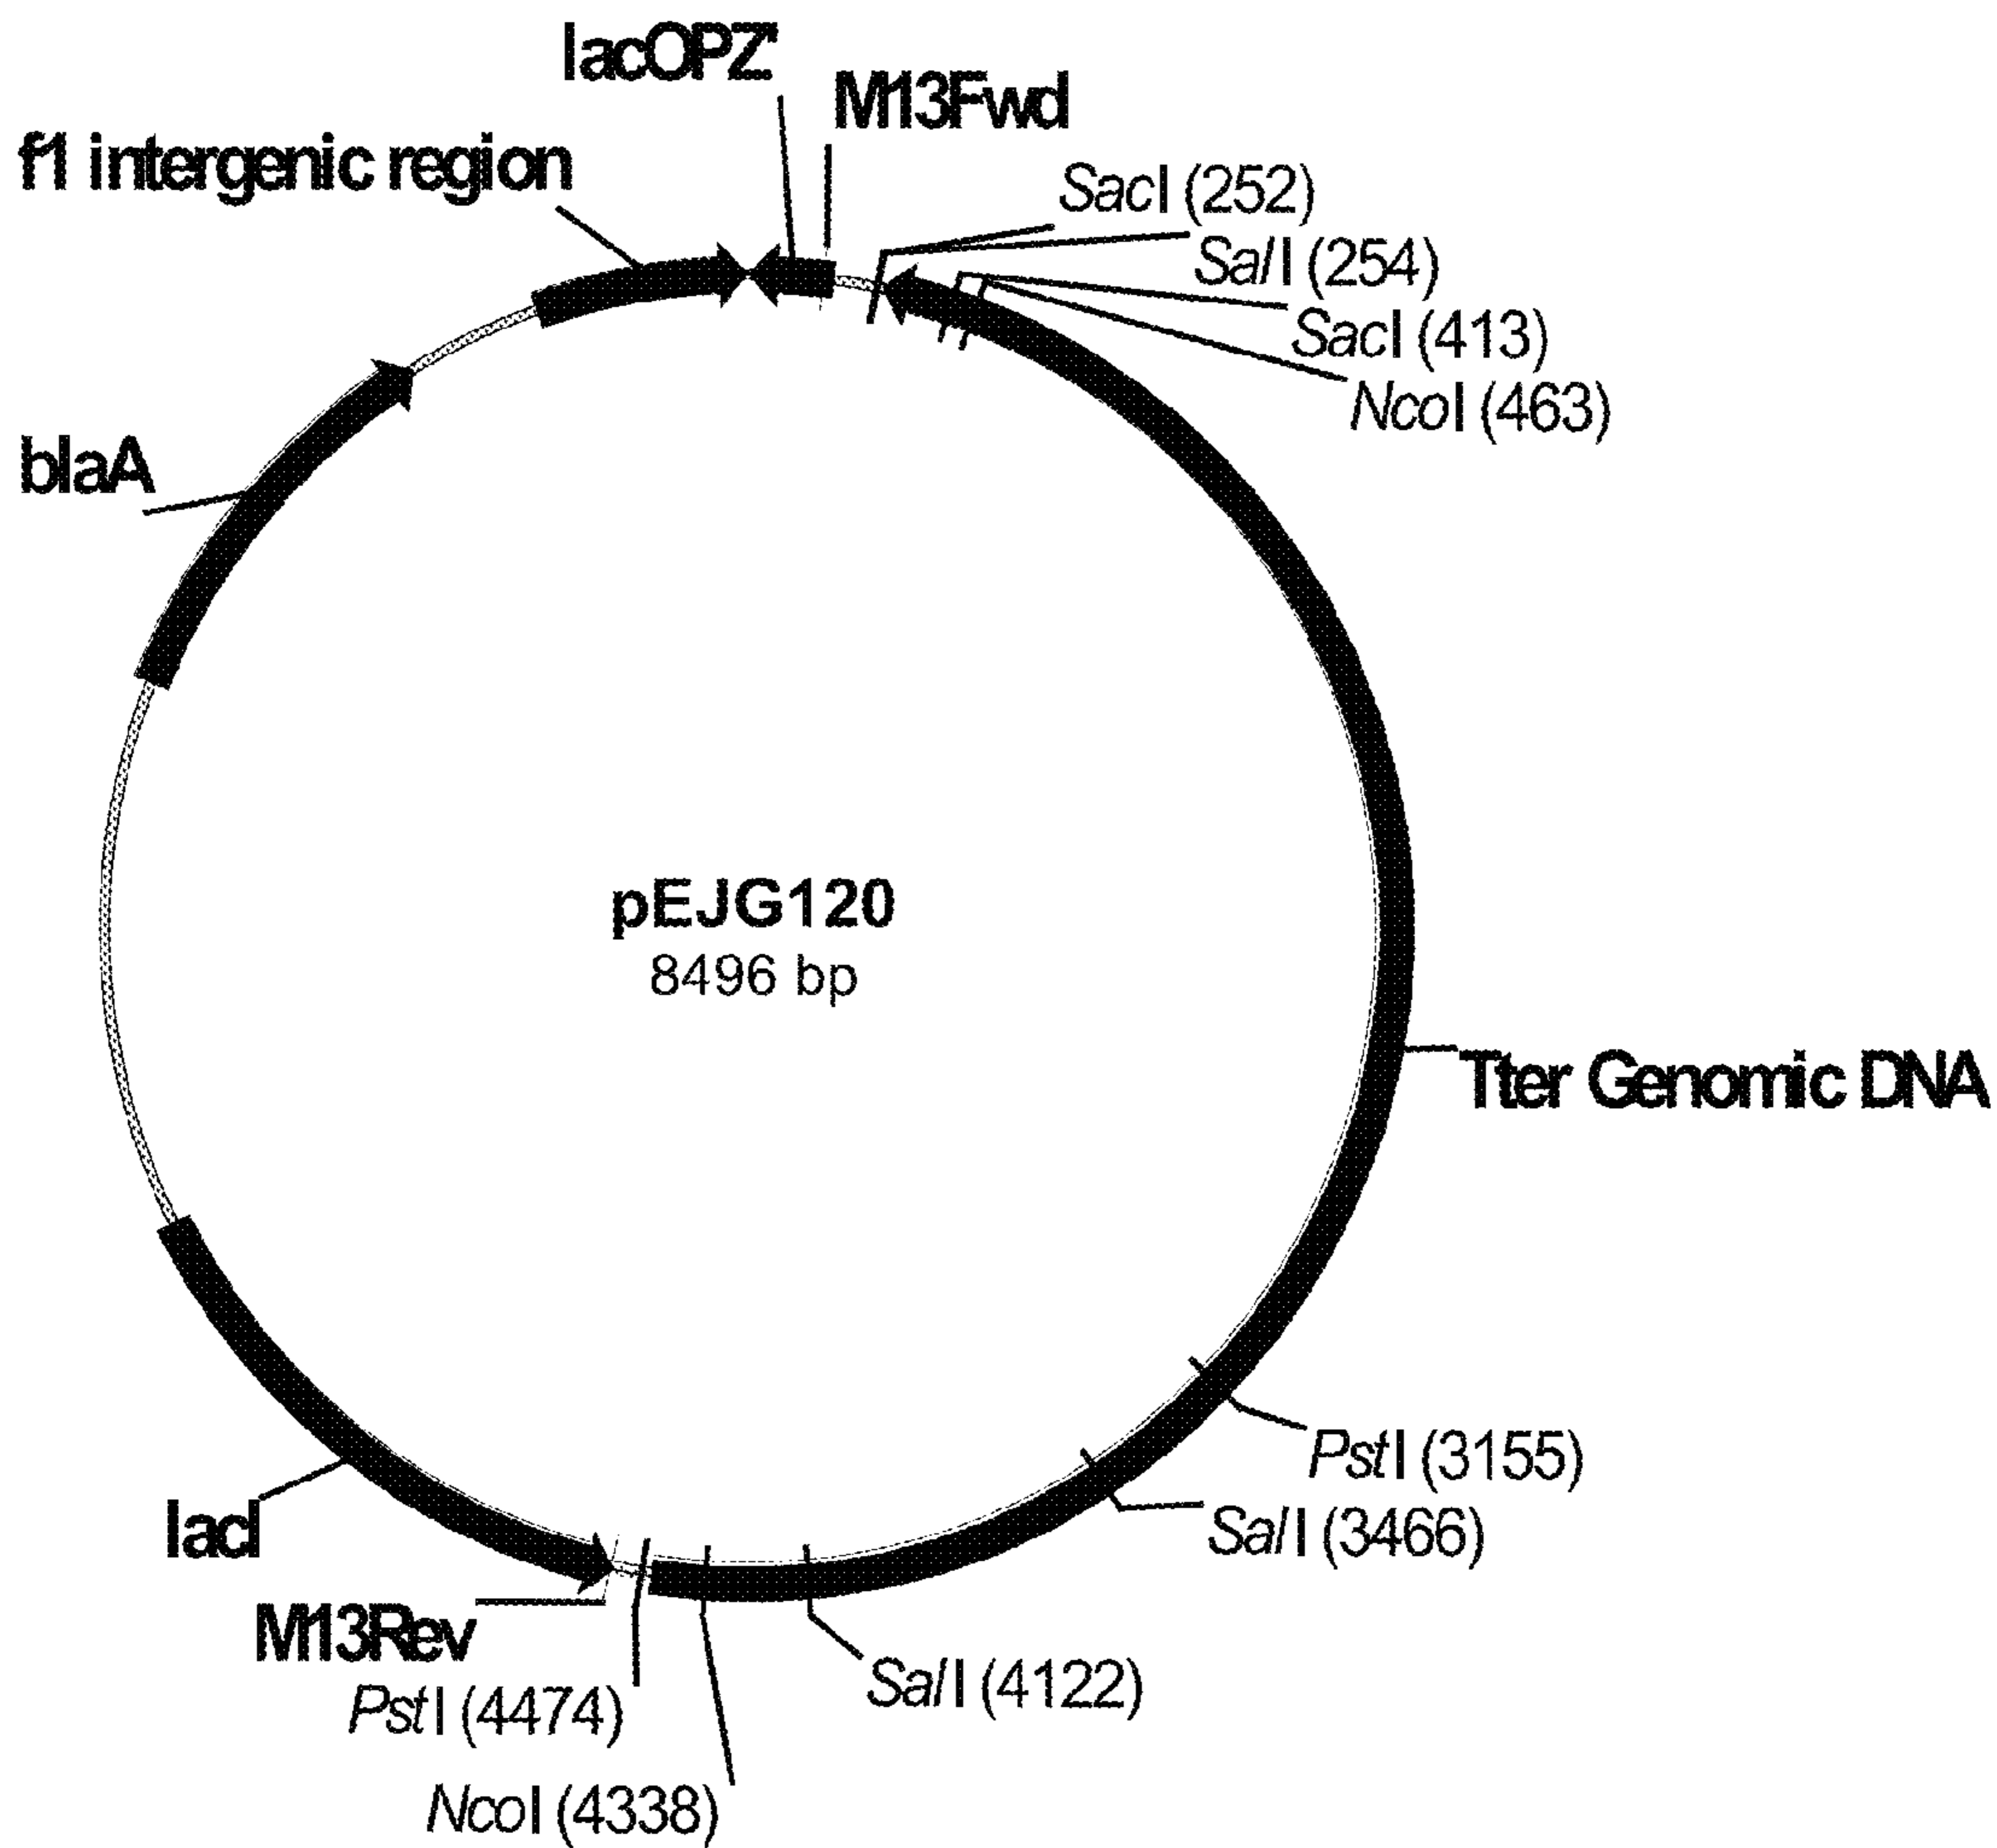 lacOPZ'
M13Fwd
f1 intergenic region
SacI (252)
SalI (254)
SacI (413)
NcoI (463)
blaA
pEJG120
8496 bp
Tter Genomic DNA
PstI (3155)
SalI (3466)
lacI
M13Rev
SalI (4122)
PstI (4474)
NcoI (4338)